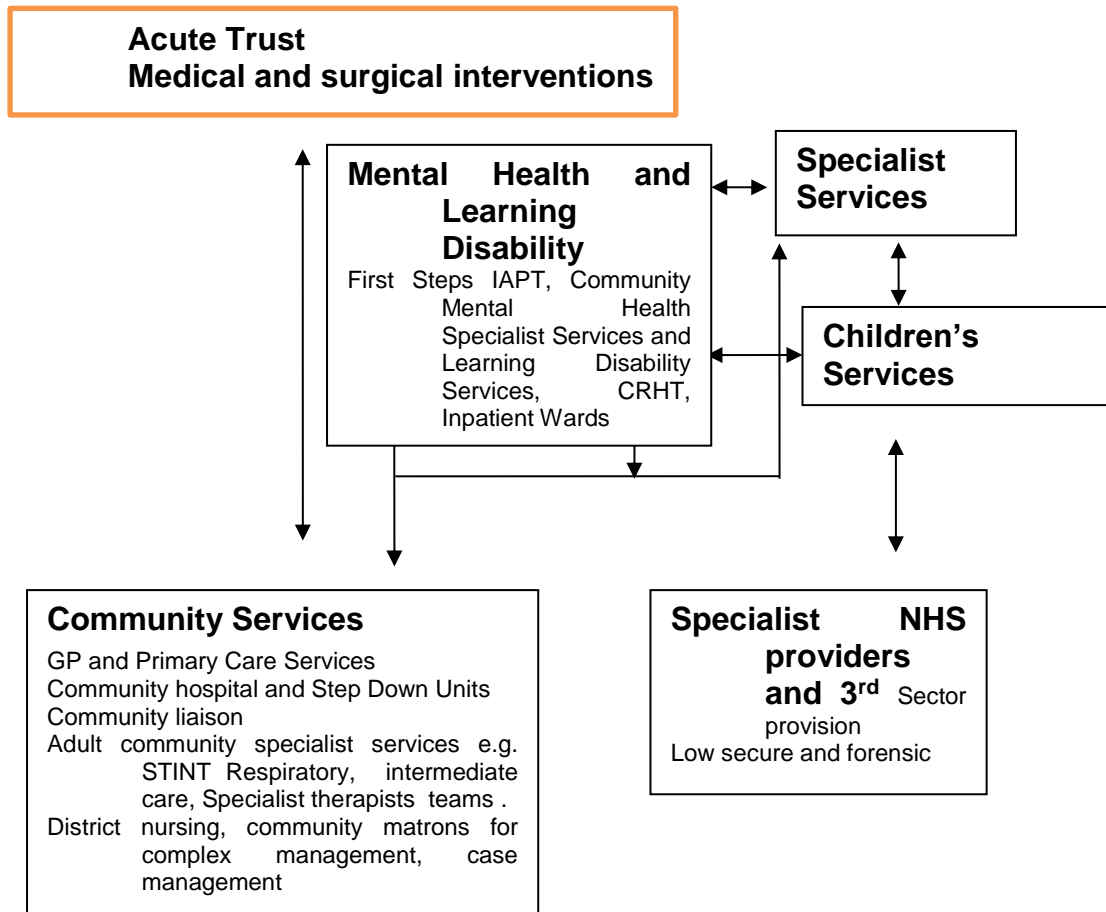 Acute Trust
Medical and surgical interventions
Mental Health and
Learning
Disability
First Steps IAPT, Community
Mental Health
Specialist Services and
Learning Disability
Services, CRHT,
Inpatient Wards
Specialist
Services
Children’s
Services
Community Services
GP and Primary Care Services
Community hospital and Step Down Units
Community liaison
Adult community specialist services e.g.
STINT Respiratory, intermediate
care, Specialist therapists teams .
District nursing, community matrons for
complex management, case
management
Specialist NHS
providers
and 3rd Sector
provision
Low secure and forensic